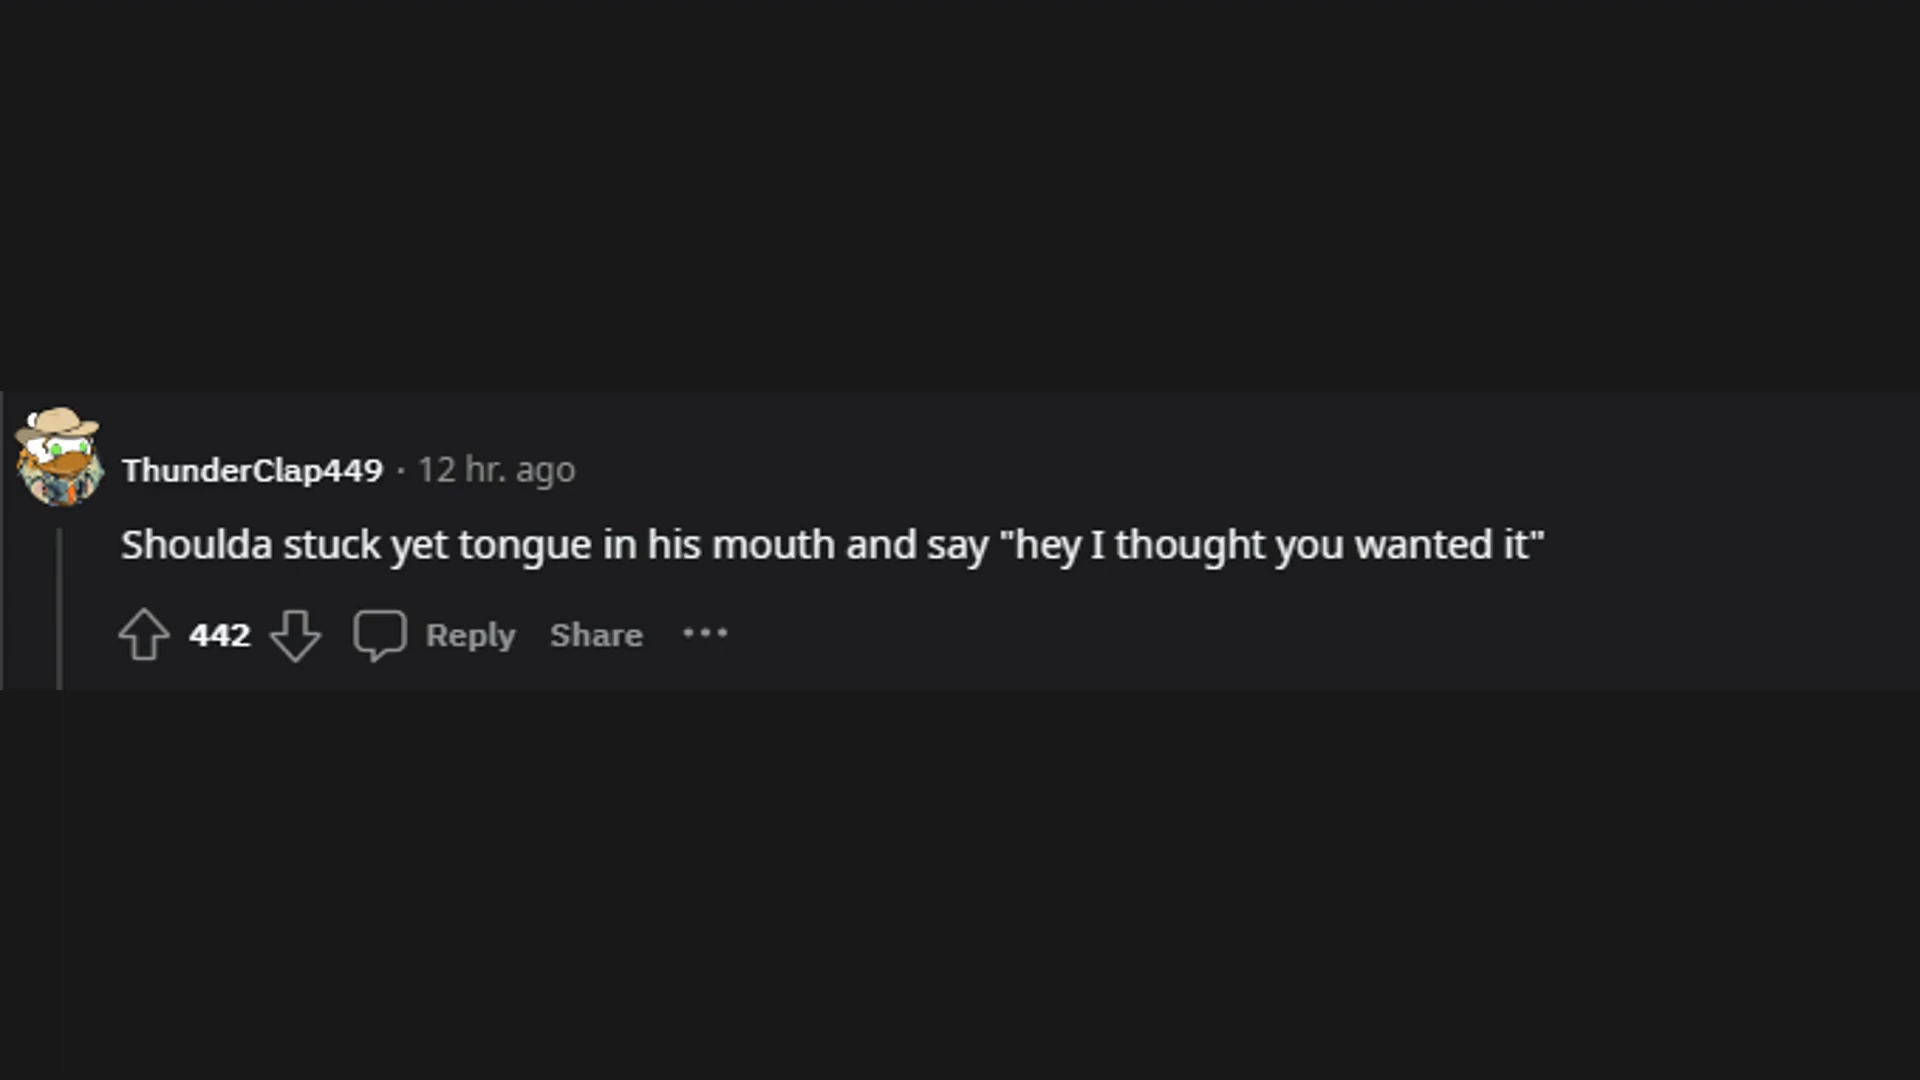 ThunderClap449 · 12 hr. ago
Shoulda stuck yet tongue in his mouth and say "hey I thought you wanted it"
442 Reply Share ...